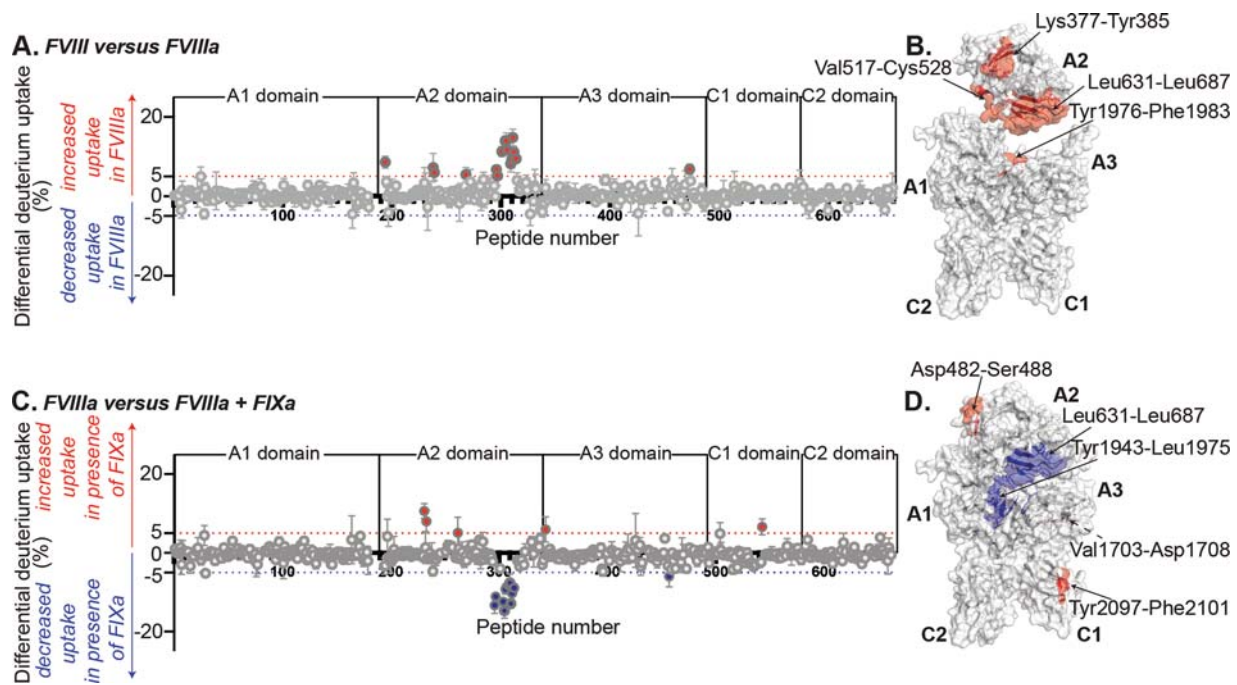 A. FVIII versus FVIIIa
Differential deuterium uptake
(%)
increased
uptake
in FVIIIa
decreased
uptake
in FVIIIa
A1 domain
A2 domain
A3 domain
C1 domain
C2 domain
20
5
0
-5
-20
100
200
300
400
500
600
Peptide number
B.
Lys377-Tyr385
A2
Val517-Cys528
Leu631-Leu687
Tyr1976-Phe1983
A3
A1
C2
C1
C. FVIIIa versus FVIIIa + FIXa
Differential deuterium uptake
(%)
increased
uptake
in presence
of FIXa
decreased
uptake
in presence
of FIXa
A1 domain
A2 domain
A3 domain
C1 domain
C2 domain
20
5
0
-5
-20
100
200
300
400
500
600
Peptide number
D.
Asp482-Ser488
A2
Leu631-Leu687
Tyr1943-Leu1975
A3
A1
Val1703-Asp1708
Tyr2097-Phe2101
C2
C1